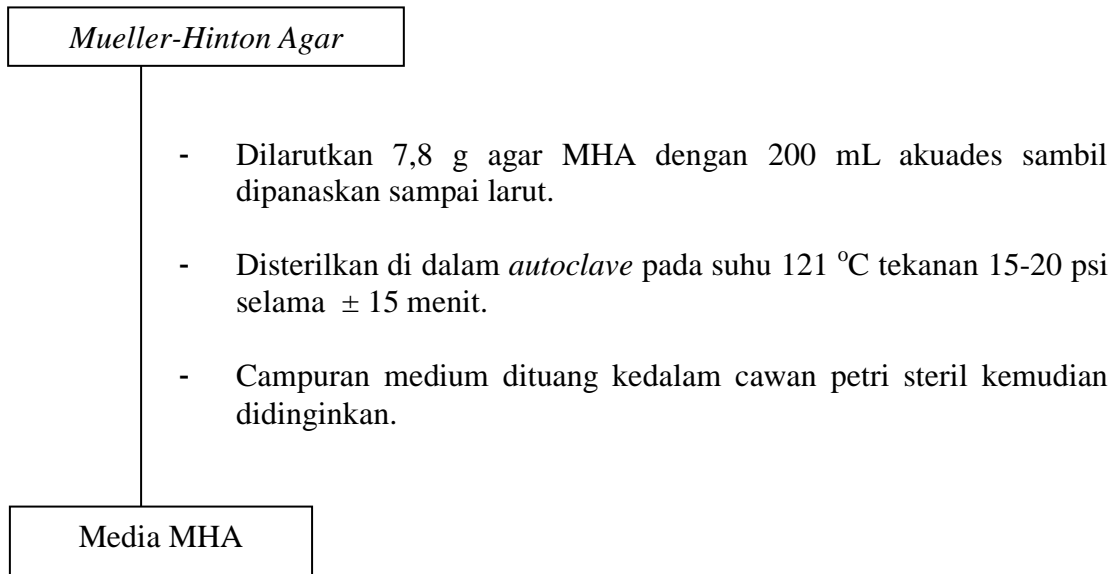 Mueller-Hinton Agar
- Dilarutkan 7,8 g agar MHA dengan 200 mL akuades sambil
dipanaskan sampai larut.
- Disterilkan di dalam autoclave pada suhu 121 °C tekanan 15-20 psi
selama ± 15 menit.
- Campuran medium dituang kedalam cawan petri steril kemudian
didinginkan.
Media MHA